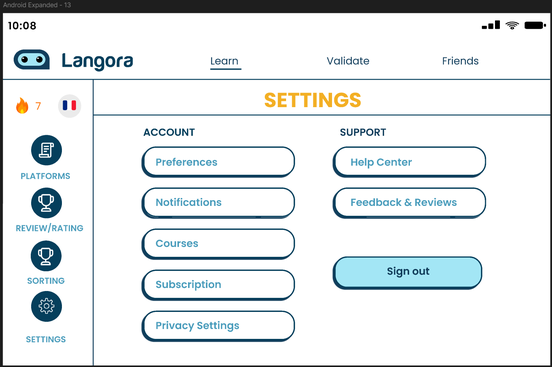 Android Expanded - 13
10:08
Langora
Learn
Validate
Friends
7
PLATFORMS
REVIEW/RATING
SORTING
SETTINGS
SETTINGS
ACCOUNT
Preferences
Notifications
Courses
Subscription
Privacy Settings
SUPPORT
Help Center
Feedback & Reviews
Sign out